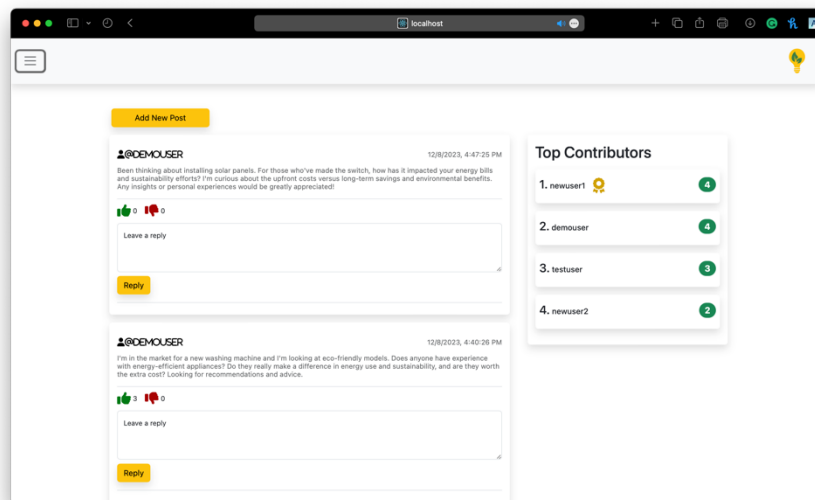 localhost
Add New Post
@DEMOUSER
12/8/2023, 4:47:25 PM
Been thinking about installing solar panels. For those who've made the switch, how has it impacted your energy bills
and sustainability efforts? I'm curious about the upfront costs versus long-term savings and environmental benefits.
Any insights or personal experiences would be greatly appreciated!
0 0
Leave a reply
Reply
@DEMOUSER
12/8/2023, 4:40:26 PM
I'm in the market for a new washing machine and I'm looking at eco-friendly models. Does anyone have experience
with energy-efficient appliances? Do they really make a difference in energy use and sustainability, and are they worth
the extra cost? Looking for recommendations and advice.
3 0
Leave a reply
Reply
Top Contributors
1. newuser1 4
2. demouser 4
3. testuser 3
4. newuser2 2